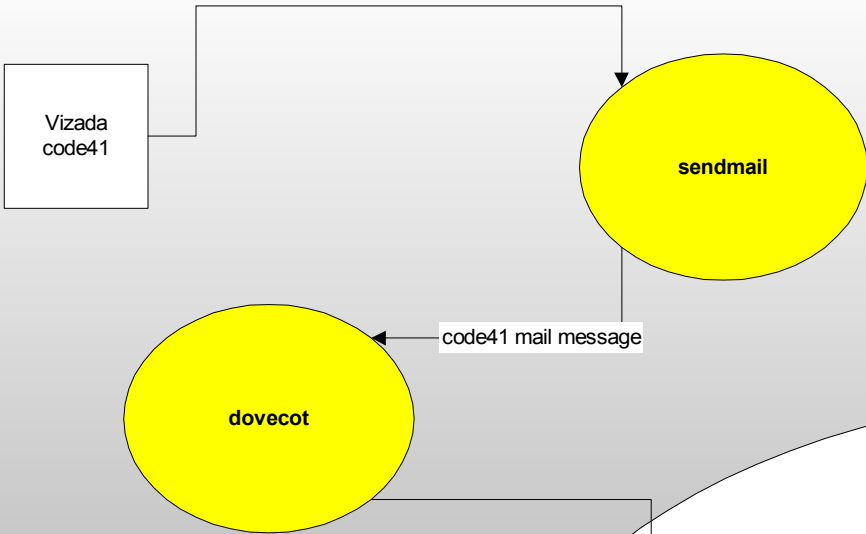 Vizada
code41
sendmail
code41 mail message
dovecot